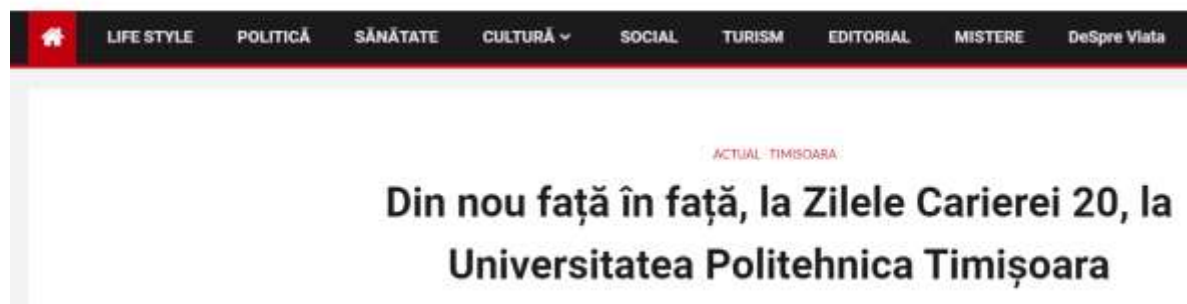 LIFE STYLE POLITICĂ SĂNĂTATE CULTURĂ SOCIAL TURISM EDITORIAL MISTERE DeSpre Viata
ACTUAL TIMISOARA
Din nou față în față, la Zilele Carierei 20, la
Universitatea Politehnica Timișoara